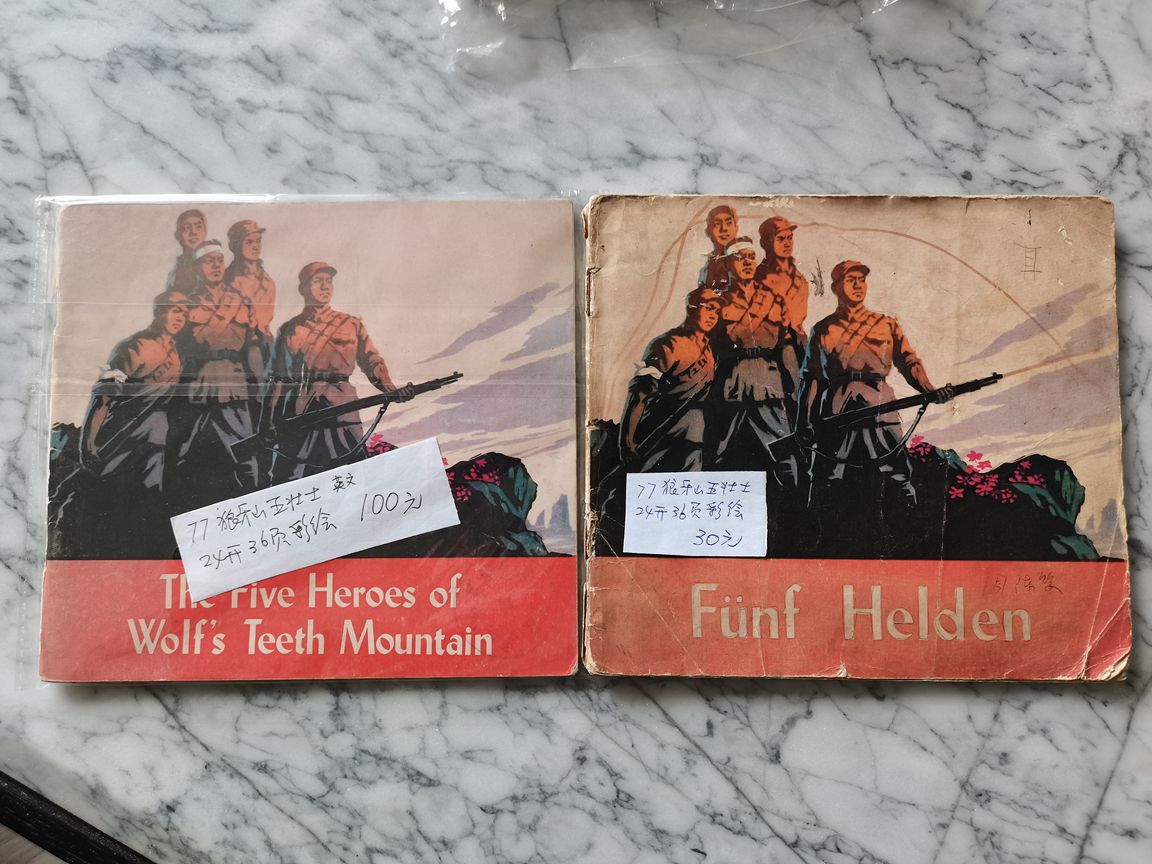 77 狼牙山五壮士 英文
24开 36页 彩绘 100元
The Five Heroes of
Wolf's Teeth Mountain
且
77 狼牙山五壮士
24开 36页 彩绘
30元
Fünf Helden